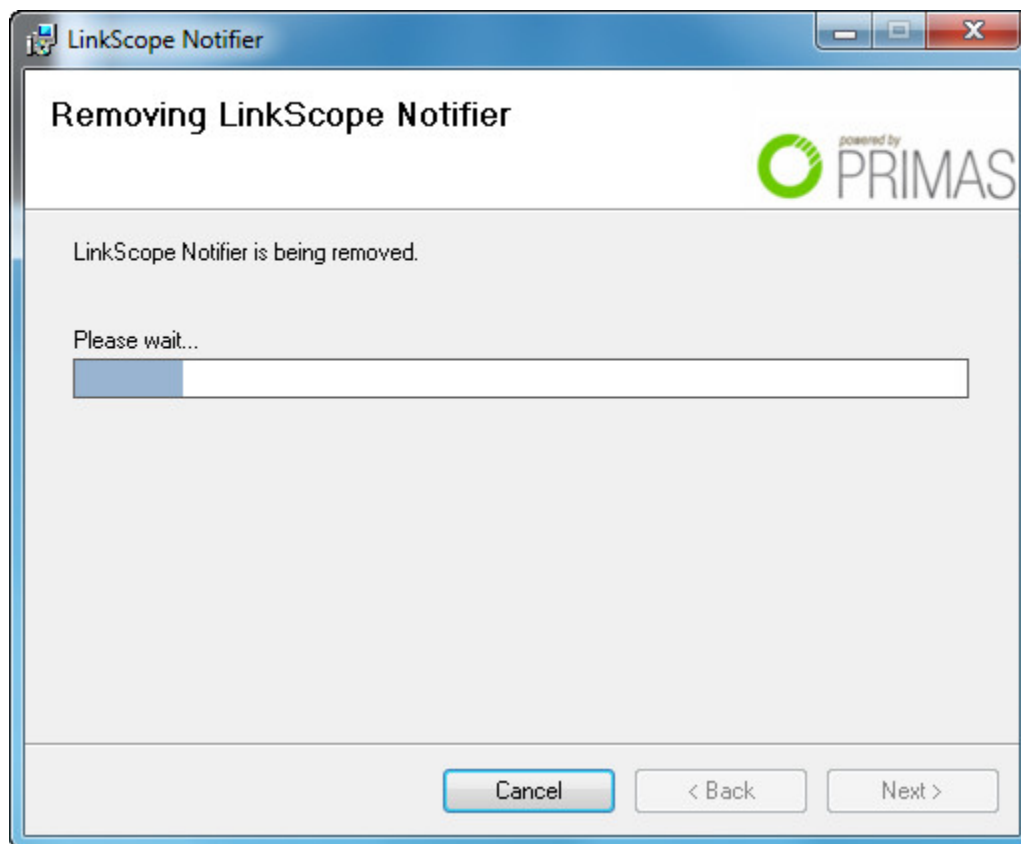 LinkScope Notifier
Removing LinkScope Notifier
powered by
PRIMAS
LinkScope Notifier is being removed.
Please wait...
Cancel
< Back
Next >